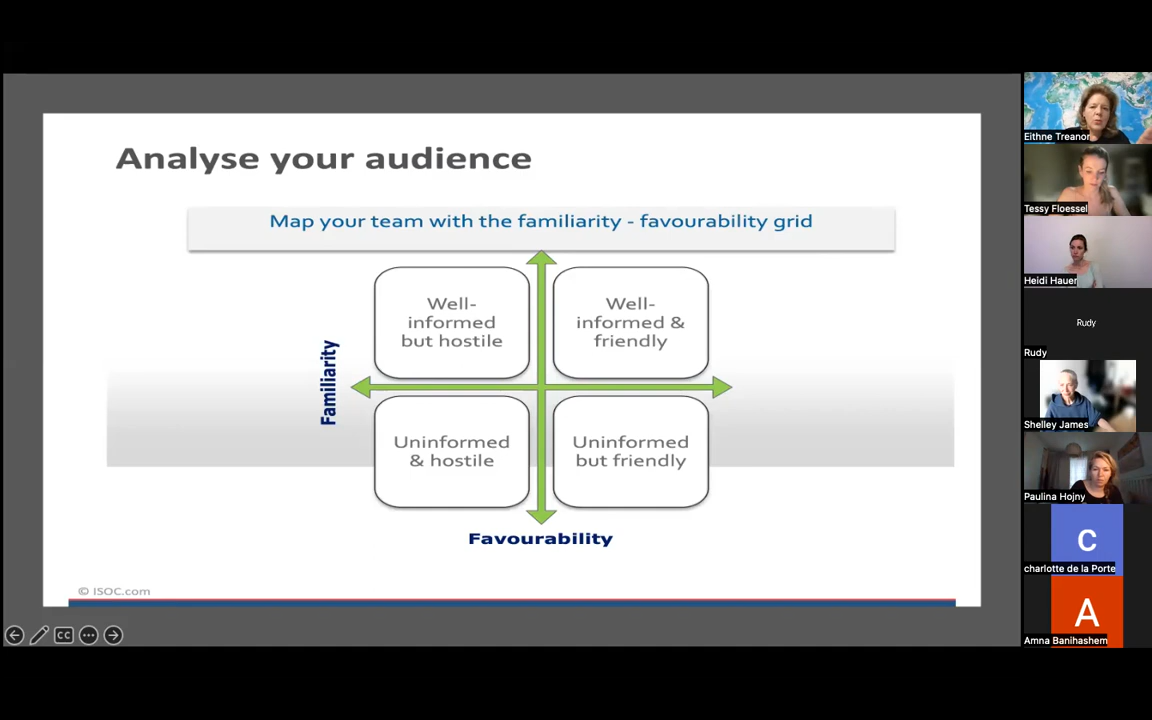 Analyse your audience
Map your team with the familiarity - favourability grid
Well-
informed
but hostile
Well-
informed &
friendly
Familiarity
Uninformed
& hostile
Uninformed
but friendly
Favourability
© ISOC.com
CC
Eithne Treanor
Tessy Floessel
Heidi Hauer
Rudy
Rudy
Shelley James
Paulina Hojny
C
charlotte de la Porte
A
Amna Banihashem